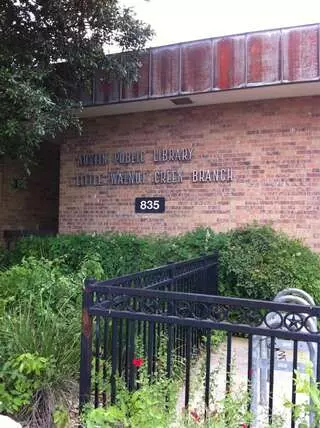 AUSTIN PUBLIC LIBRARY
LITTLE WALNUT CREEK BRANCH
835